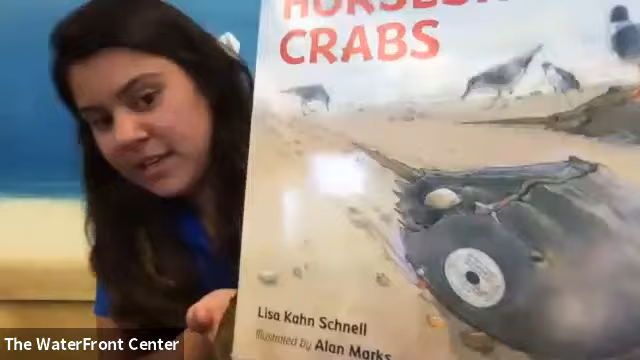 CRABS
Lisa Kahn Schnell
Illustrated by Alan Marks
The WaterFront Center